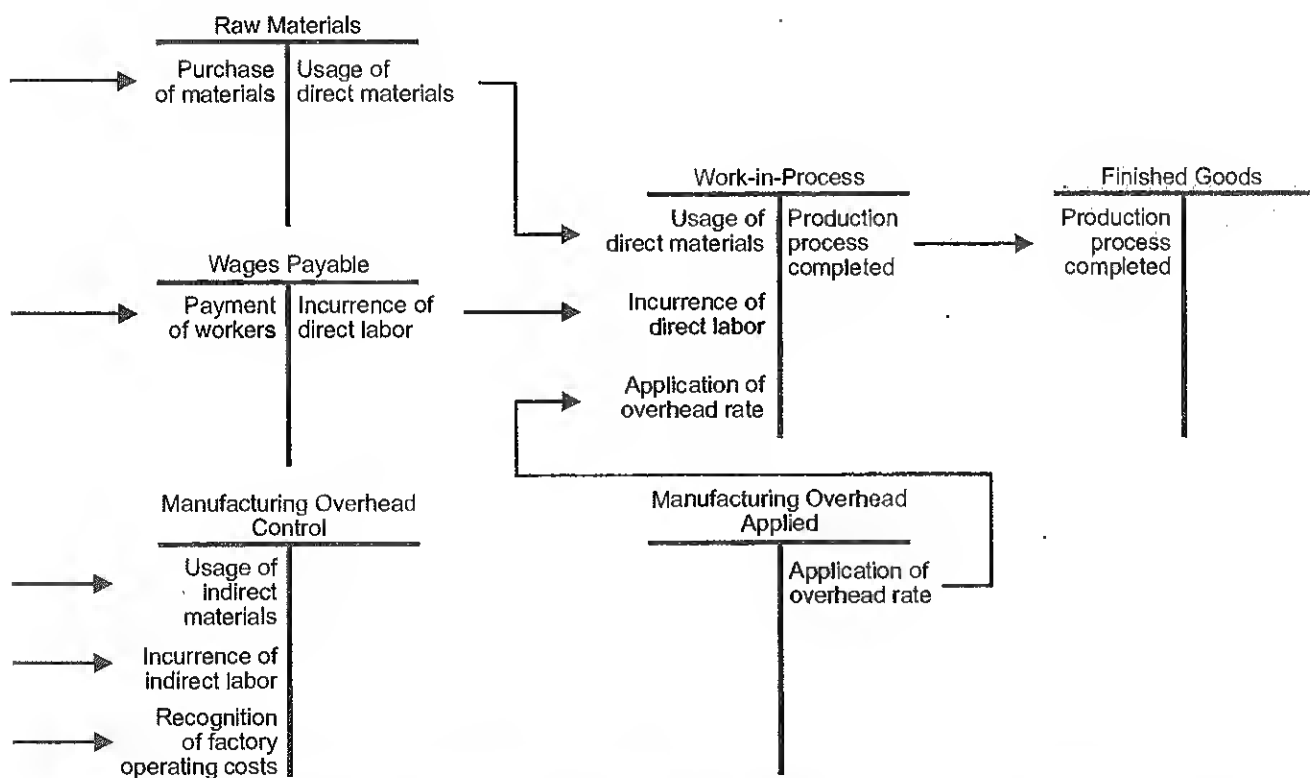 Raw Materials
Purchase
of materials
Usage of
direct materials
Wages Payable
Payment
of workers
Incurrence of
direct labor
Manufacturing Overhead
Control
Usage of
indirect
materials
Incurrence of
indirect labor
Recognition
of factory
operating costs
Work-in-Process
Usage of
direct materials
Incurrence of
direct labor
Application of
overhead rate
Production
process
completed
Manufacturing Overhead
Applied
Application of
overhead rate
Finished Goods
Production
process
completed